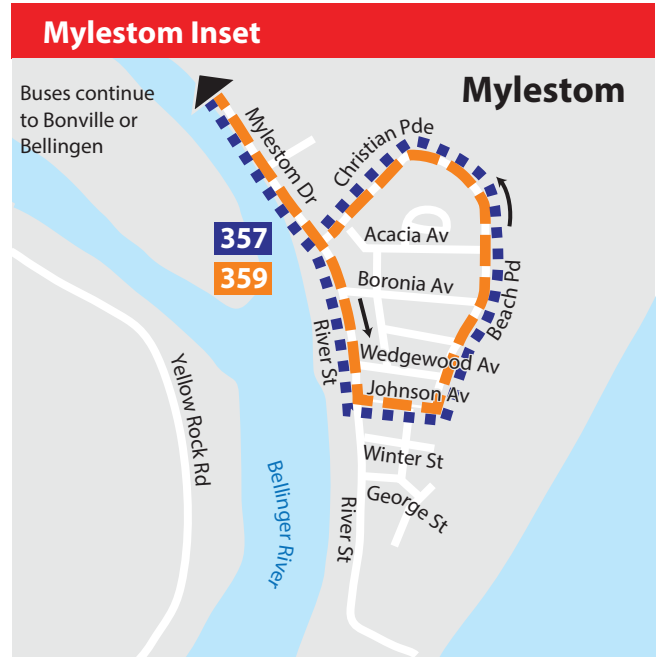 Mylestom Inset
Buses continue
to Bonville or
Bellingen
Mylestom
Mylestom Dr
Christian Pde
357
359
Acacia Av
Boronia Av
Beach Pd
River St
Wedgewood Av
Johnson Av
Yellow Rock Rd
Winter St
Bellinger River
George St
River St